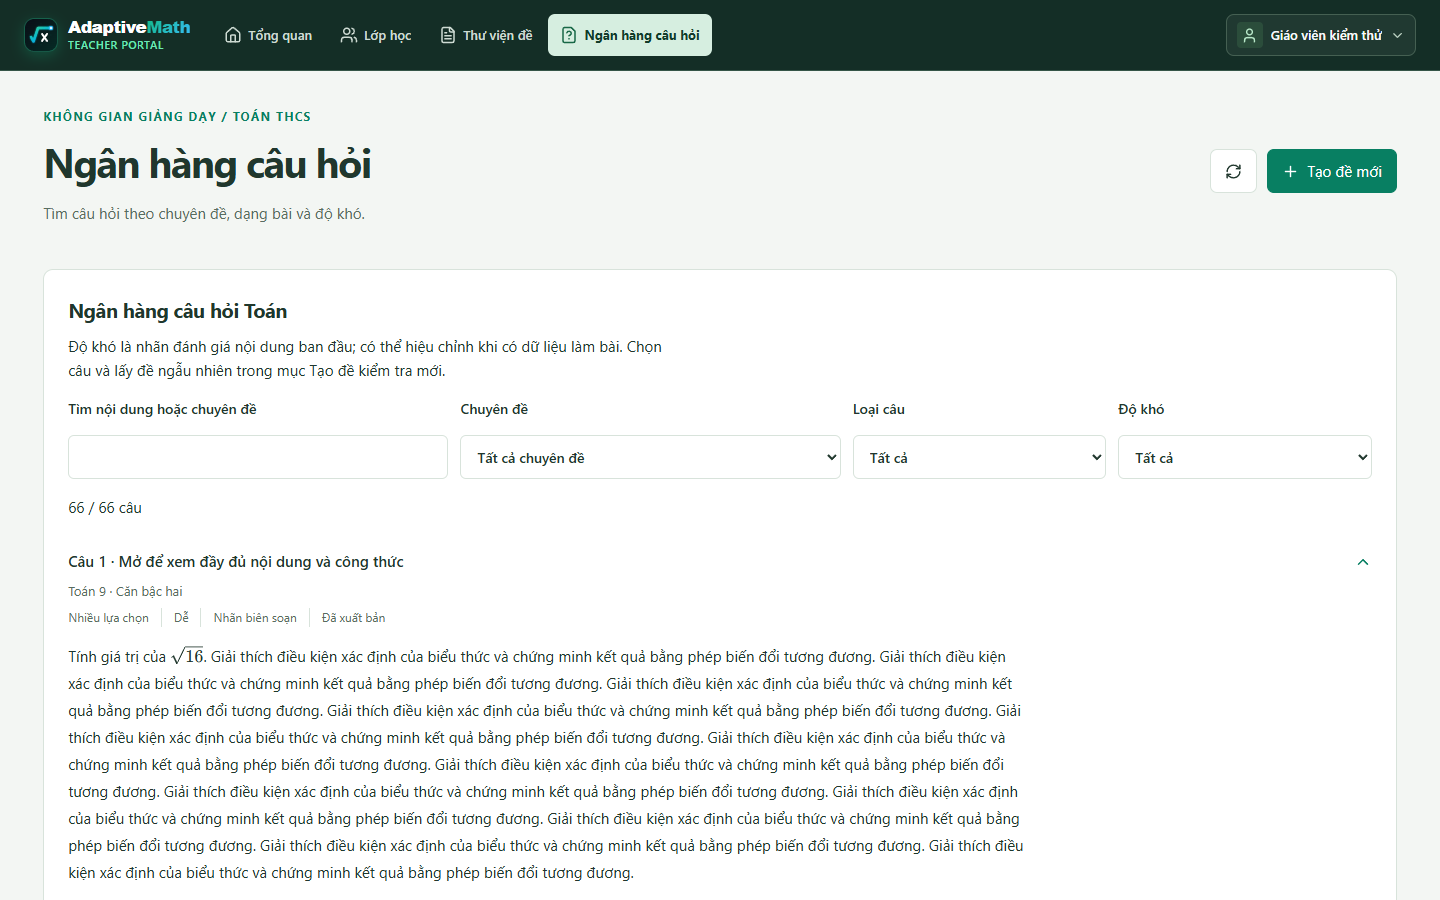 AdaptiveMath
TEACHER PORTAL
Tổng quan
Lớp học
Thư viện đề
Ngân hàng câu hỏi
Giáo viên kiểm thử
KHÔNG GIAN GIẢNG DẠY / TOÁN THCS
Ngân hàng câu hỏi
Tìm câu hỏi theo chuyên đề, dạng bài và độ khó.
Tạo đề mới
Ngân hàng câu hỏi Toán
Độ khó là nhãn đánh giá nội dung ban đầu; có thể hiệu chỉnh khi có dữ liệu làm bài. Chọn
câu và lấy đề ngẫu nhiên trong mục Tạo đề kiểm tra mới.
Tìm nội dung hoặc chuyên đề
Chuyên đề
Loại câu
Độ khó
Tất cả chuyên đề
Tất cả
Tất cả
66 / 66 câu
Câu 1 · Mở để xem đầy đủ nội dung và công thức
Toán 9 · Căn bậc hai
Nhiều lựa chọn
Dễ
Nhãn biên soạn
Đã xuất bản
Tính giá trị của √16. Giải thích điều kiện xác định của biểu thức và chứng minh kết quả bằng phép biến đổi tương đương. Giải thích điều kiện
xác định của biểu thức và chứng minh kết quả bằng phép biến đổi tương đương. Giải thích điều kiện xác định của biểu thức và chứng minh kết
quả bằng phép biến đổi tương đương. Giải thích điều kiện xác định của biểu thức và chứng minh kết quả bằng phép biến đổi tương đương. Giải
thích điều kiện xác định của biểu thức và chứng minh kết quả bằng phép biến đổi tương đương. Giải thích điều kiện xác định của biểu thức và
chứng minh kết quả bằng phép biến đổi tương đương. Giải thích điều kiện xác định của biểu thức và chứng minh kết quả bằng phép biến đổi
tương đương. Giải thích điều kiện xác định của biểu thức và chứng minh kết quả bằng phép biến đổi tương đương. Giải thích điều kiện xác định
của biểu thức và chứng minh kết quả bằng phép biến đổi tương đương. Giải thích điều kiện xác định của biểu thức và chứng minh kết quả bằng
phép biến đổi tương đương. Giải thích điều kiện xác định của biểu thức và chứng minh kết quả bằng phép biến đổi tương đương. Giải thích điều
kiện xác định của biểu thức và chứng minh kết quả bằng phép biến đổi tương đương.